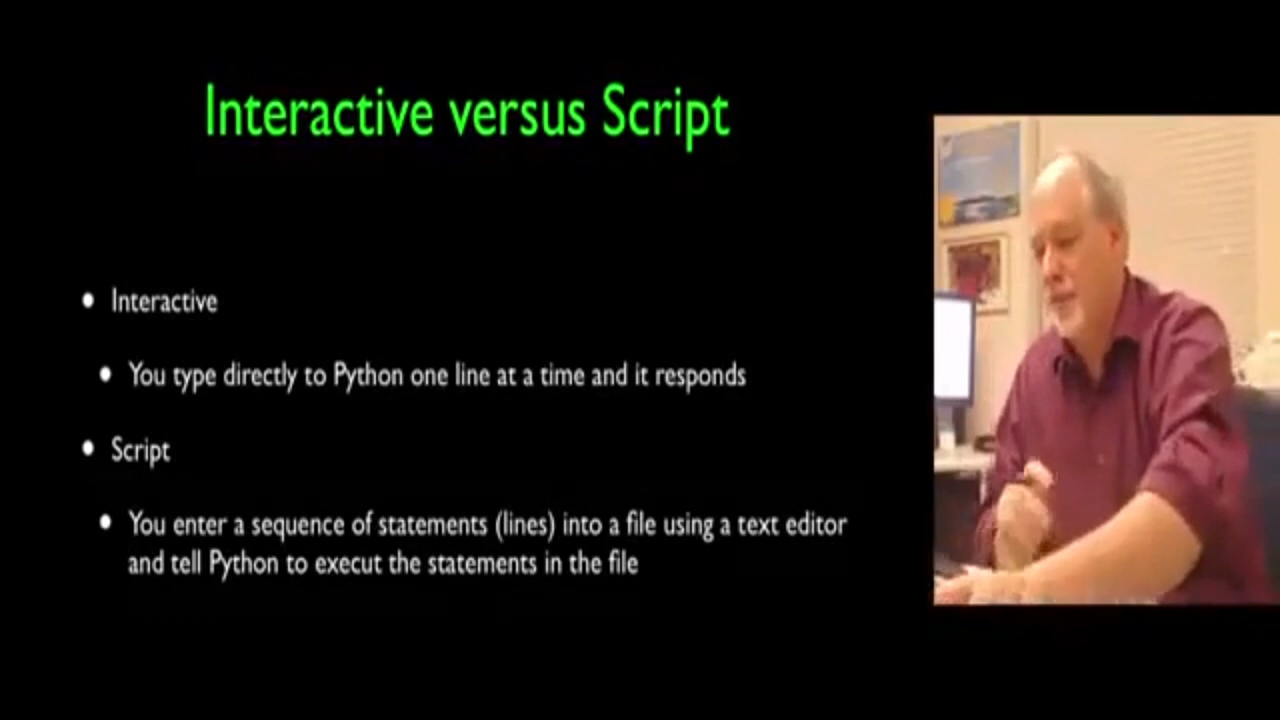 Interactive versus Script
• Interactive
• You type directly to Python one line at a time and it responds
• Script
• You enter a sequence of statements (lines) into a file using a text editor
and tell Python to execut the statements in the file